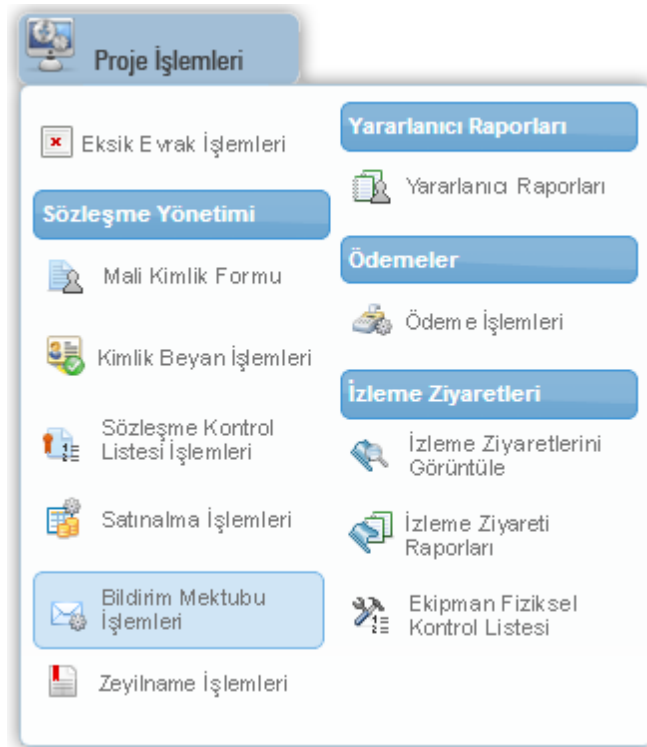 Proje İşlemleri
Eksik Evrak İşlemleri
Sözleşme Yönetimi
Mali Kimlik Formu
Kimlik Beyan İşlemleri
Sözleşme Kontrol
Listesi İşlemleri
Satınalma İşlemleri
Bildirim Mektubu
İşlemleri
Zeyilname İşlemleri
Yararlanıcı Raporları
Yararlanıcı Raporları
Ödemeler
Ödeme İşlemleri
İzleme Ziyaretleri
İzleme Ziyaretlerini
Görüntüle
İzleme Ziyareti
Raporları
Ekipman Fiziksel
Kontrol Listesi